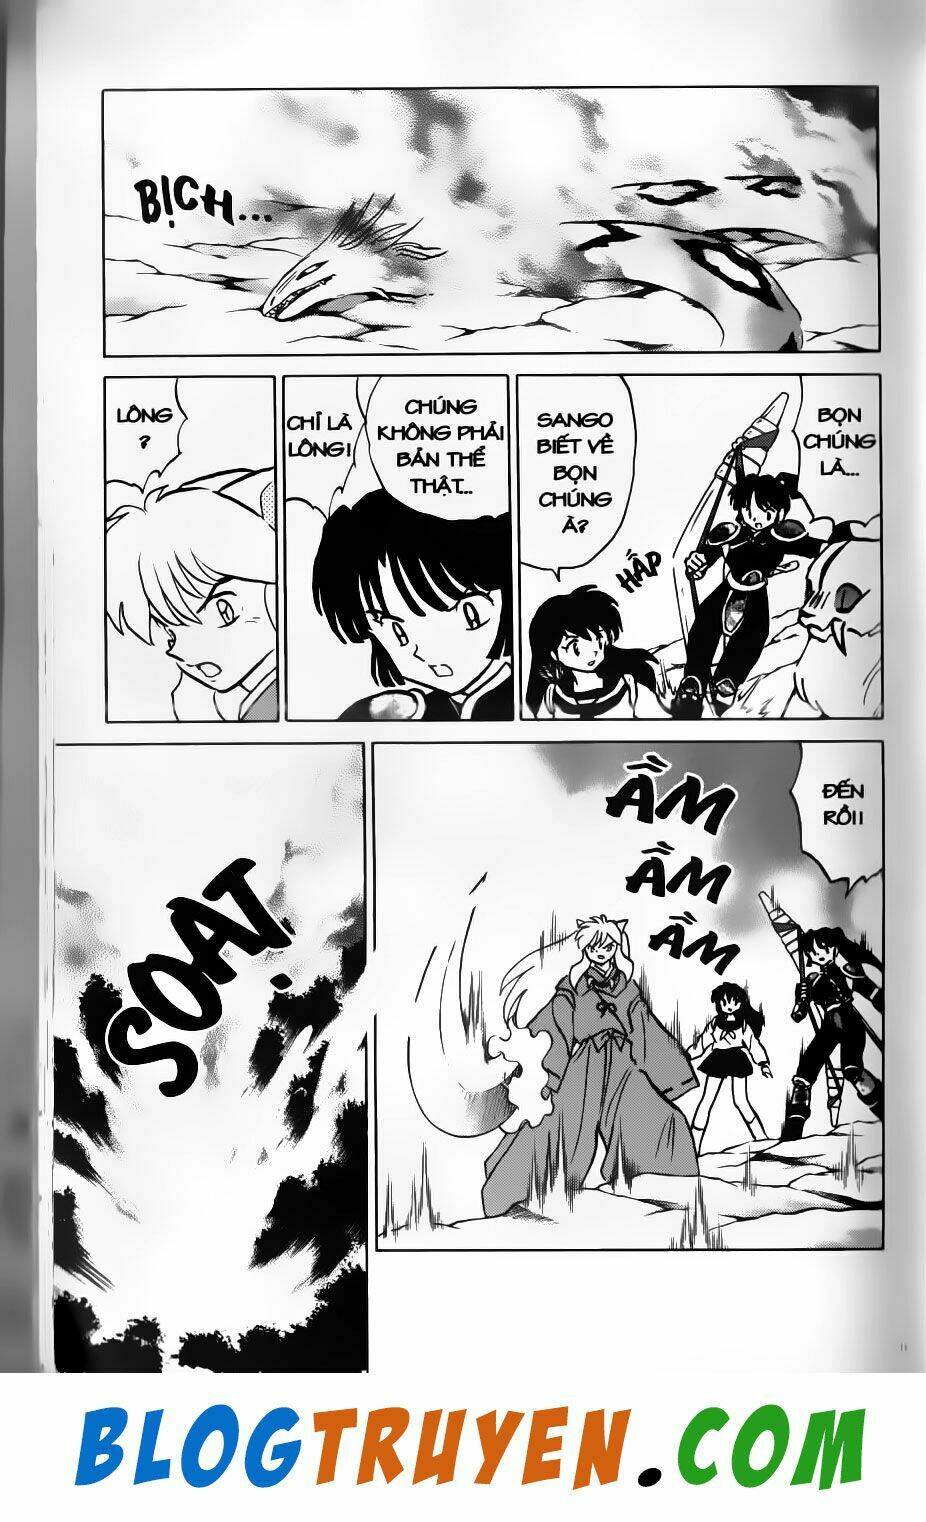 BỊCH...
BỌN
CHÚNG
LÀ...
SANGO
BIẾT VỀ
BỌN
CHÚNG
À?
HẤP
CHÚNG
KHÔNG PHẢI
BẢN THỂ
THẬT...
CHỈ LÀ
LÔNG!
LÔNG
?
ĐẾN
RỒI!
ẦM
ẦM
ẦM
SOẠT
11
BLOGTRUYEN.COM